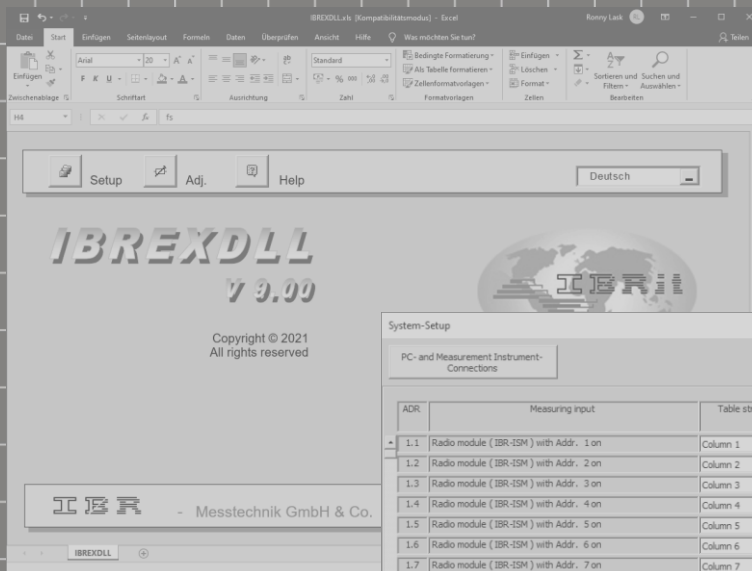 IBREXDLL.xls [Kompatibilitätsmodus] - Excel
Ronny Lask
Datei Start Einfügen Seitenlayout Formeln Daten Überprüfen Ansicht Hilfe Was möchten Sie tun? Teilen
Einfügen
Arial 20 A A
F K U
Standard
% 000
Bedingte Formatierung
Als Tabelle formatieren
Zellenformatvorlagen
Einfügen
Löschen
Format
Sortieren und Filtern
Suchen und Auswählen
Zwischenablage Schriftart Ausrichtung Zahl Formatvorlagen Zellen Bearbeiten
H4 fx fs
Setup Adj. Help Deutsch
IBREXDLL
V 9.00
IBRit
Copyright © 2021
All rights reserved
System-Setup
PC- and Measurement Instrument-
Connections
ADR. Measuring input Table
1.1 Radio module ( IBR-ISM ) with Addr. 1 on Column 1
1.2 Radio module ( IBR-ISM ) with Addr. 2 on Column 2
1.3 Radio module ( IBR-ISM ) with Addr. 3 on Column 3
1.4 Radio module ( IBR-ISM ) with Addr. 4 on Column 4
1.5 Radio module ( IBR-ISM ) with Addr. 5 on Column 5
1.6 Radio module ( IBR-ISM ) with Addr. 6 on Column 6
1.7 Radio module ( IBR-ISM ) with Addr. 7 on Column 7
IBR - Messtechnik GmbH & Co.
IBREXDLL